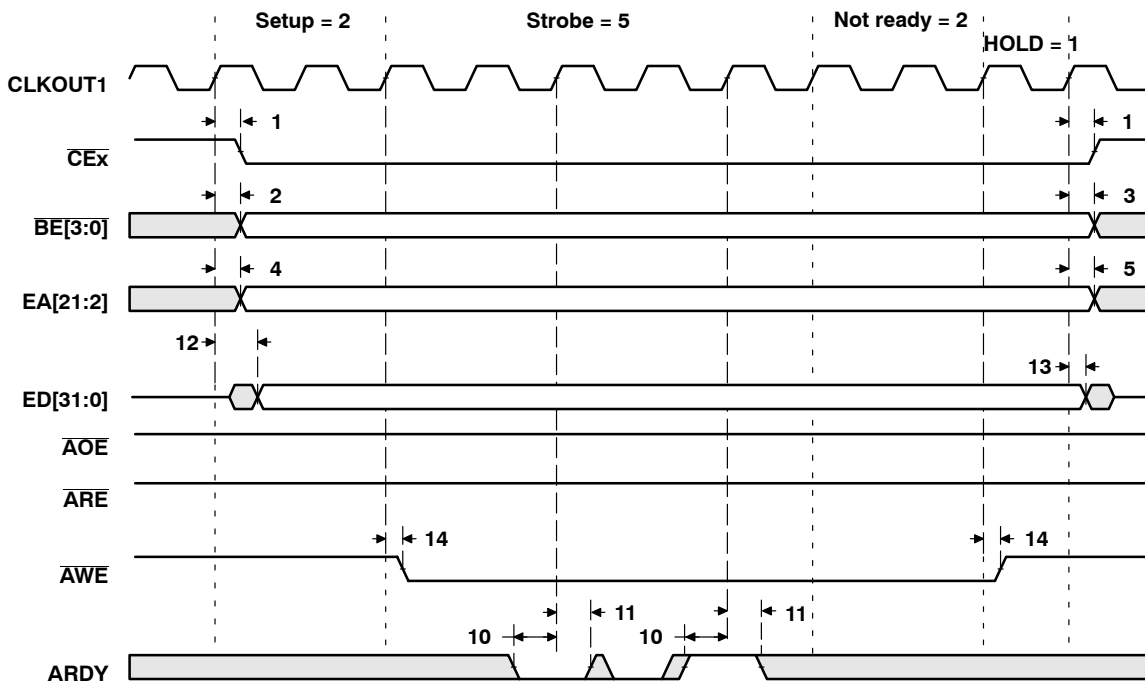 Setup = 2
Strobe = 5
Not ready = 2
HOLD = 1
CLKOUT1
1
1
CEx
2
3
BE[3:0]
4
5
EA[21:2]
12
13
ED[31:0]
AOE
ARE
14
14
AWE
11
11
10
10
ARDY